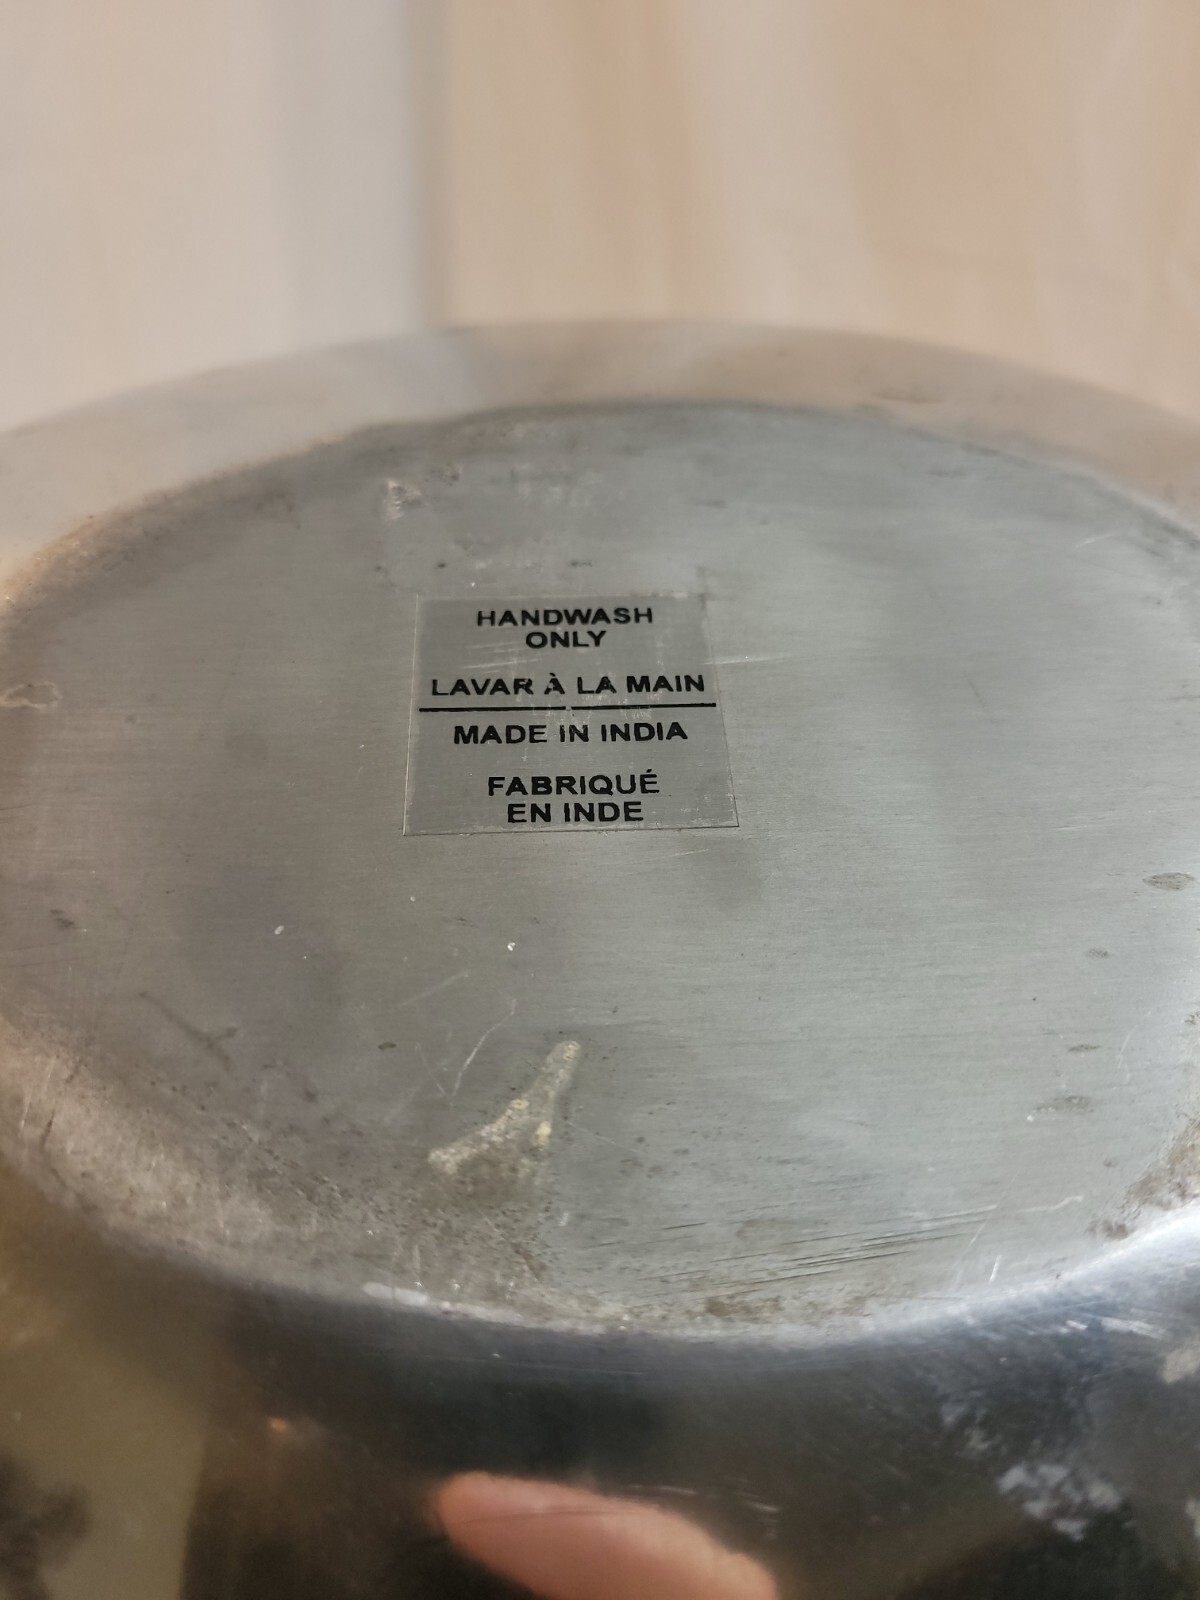 HANDWASH
ONLY
LAVAR À LA MAIN
MADE IN INDIA
FABRIQUÉ
EN INDE